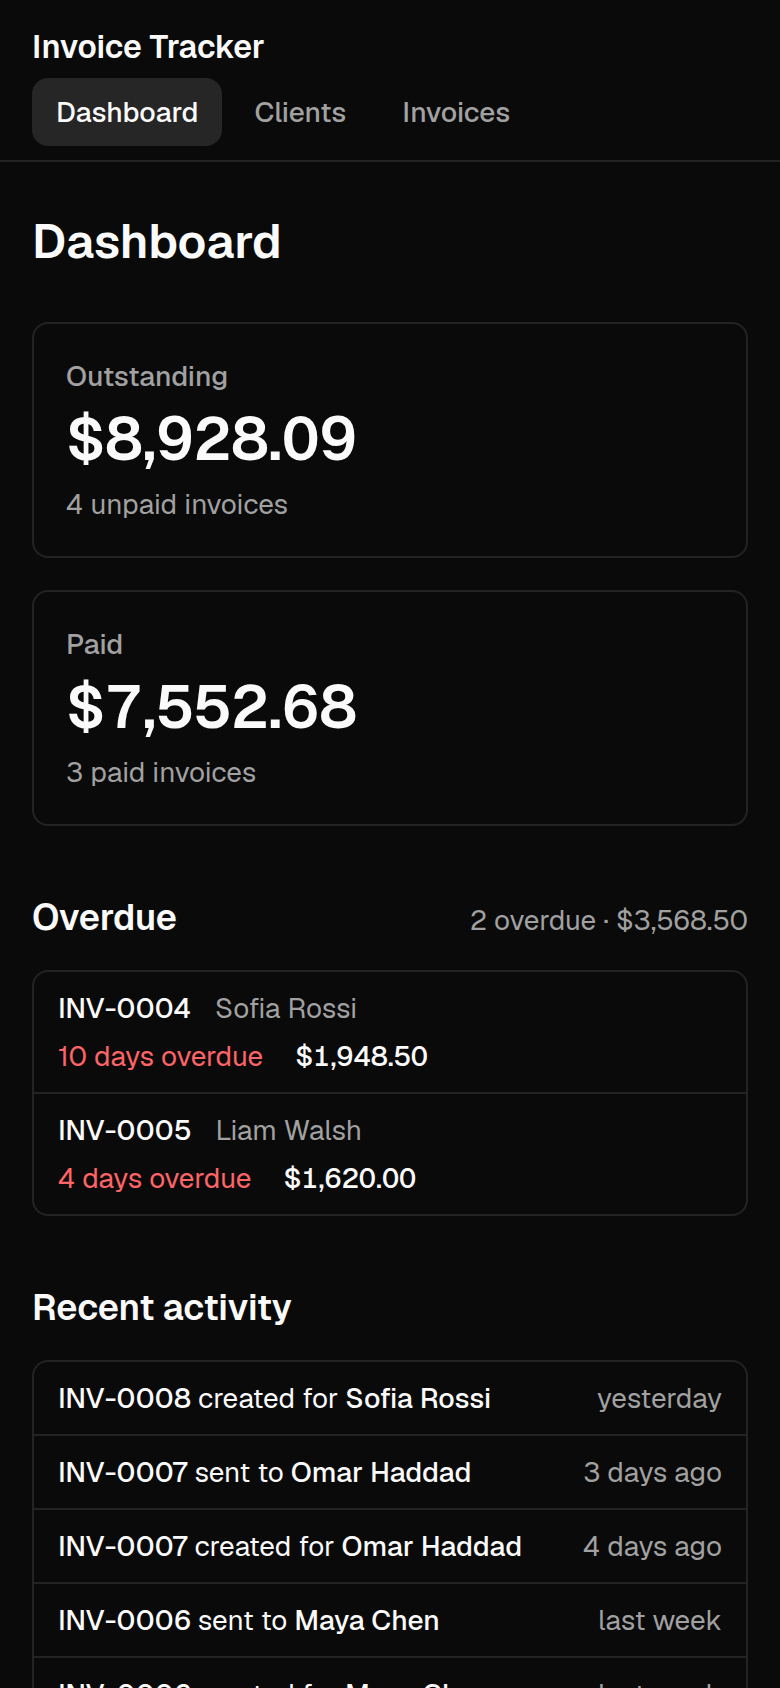 Invoice Tracker
Dashboard Clients Invoices
Dashboard
Outstanding
$8,928.09
4 unpaid invoices
Paid
$7,552.68
3 paid invoices
Overdue 2 overdue · $3,568.50
INV-0004 Sofia Rossi
10 days overdue $1,948.50
INV-0005 Liam Walsh
4 days overdue $1,620.00
Recent activity
INV-0008 created for Sofia Rossi yesterday
INV-0007 sent to Omar Haddad 3 days ago
INV-0007 created for Omar Haddad 4 days ago
INV-0006 sent to Maya Chen last week